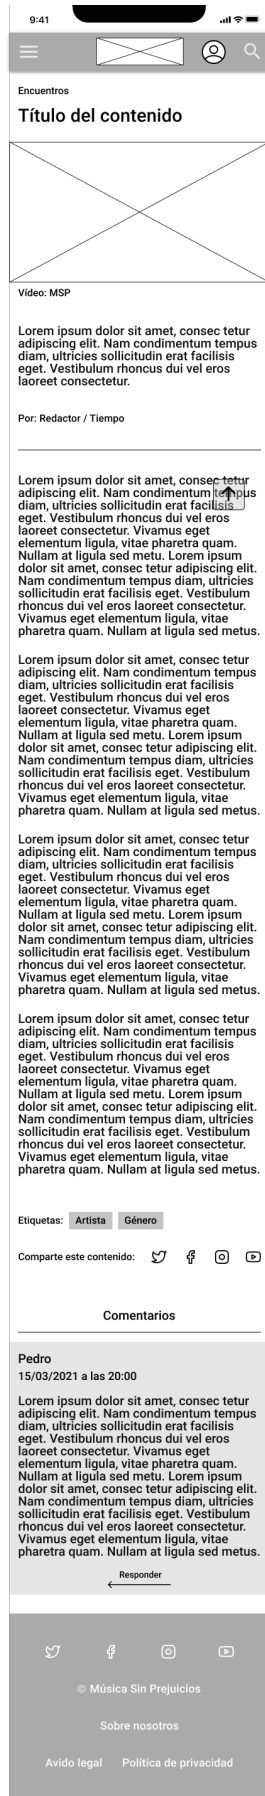 9:41
Encuentros
Título del contenido
Vídeo: MSP
Lorem ipsum dolor sit amet, consec tetur
adipiscing elit. Nam condimentum tempus
diam, ultricies sollicitudin erat facilisis
eget. Vestibulum rhoncus dui vel eros
laoreet consectetur.
Por: Redactor / Tiempo
Lorem ipsum dolor sit amet, consec tetur
adipiscing elit. Nam condimentum tempus
diam, ultricies sollicitudin erat facilisis
eget. Vestibulum rhoncus dui vel eros
laoreet consectetur. Vivamus eget
elementum ligula, vitae pharetra quam.
Nullam at ligula sed metu. Lorem ipsum
dolor sit amet, consec tetur adipiscing elit.
Nam condimentum tempus diam, ultricies
sollicitudin erat facilisis eget. Vestibulum
rhoncus dui vel eros laoreet consectetur.
Vivamus eget elementum ligula, vitae
pharetra quam. Nullam at ligula sed metus.
Lorem ipsum dolor sit amet, consec tetur
adipiscing elit. Nam condimentum tempus
diam, ultricies sollicitudin erat facilisis
eget. Vestibulum rhoncus dui vel eros
laoreet consectetur. Vivamus eget
elementum ligula, vitae pharetra quam.
Nullam at ligula sed metu. Lorem ipsum
dolor sit amet, consec tetur adipiscing elit.
Nam condimentum tempus diam, ultricies
sollicitudin erat facilisis eget. Vestibulum
rhoncus dui vel eros laoreet consectetur.
Vivamus eget elementum ligula, vitae
pharetra quam. Nullam at ligula sed metus.
Lorem ipsum dolor sit amet, consec tetur
adipiscing elit. Nam condimentum tempus
diam, ultricies sollicitudin erat facilisis
eget. Vestibulum rhoncus dui vel eros
laoreet consectetur. Vivamus eget
elementum ligula, vitae pharetra quam.
Nullam at ligula sed metu. Lorem ipsum
dolor sit amet, consec tetur adipiscing elit.
Nam condimentum tempus diam, ultricies
sollicitudin erat facilisis eget. Vestibulum
rhoncus dui vel eros laoreet consectetur.
Vivamus eget elementum ligula, vitae
pharetra quam. Nullam at ligula sed metus.
Lorem ipsum dolor sit amet, consec tetur
adipiscing elit. Nam condimentum tempus
diam, ultricies sollicitudin erat facilisis
eget. Vestibulum rhoncus dui vel eros
laoreet consectetur. Vivamus eget
elementum ligula, vitae pharetra quam.
Nullam at ligula sed metu. Lorem ipsum
dolor sit amet, consec tetur adipiscing elit.
Nam condimentum tempus diam, ultricies
sollicitudin erat facilisis eget. Vestibulum
rhoncus dui vel eros laoreet consectetur.
Vivamus eget elementum ligula, vitae
pharetra quam. Nullam at ligula sed metus.
Etiquetas: Artista Género
Comparte este contenido:
Comentarios
Pedro
15/03/2021 a las 20:00
Lorem ipsum dolor sit amet, consec tetur
adipiscing elit. Nam condimentum tempus
diam, ultricies sollicitudin erat facilisis
eget. Vestibulum rhoncus dui vel eros
laoreet consectetur. Vivamus eget
elementum ligula, vitae pharetra quam.
Nullam at ligula sed metu. Lorem ipsum
dolor sit amet, consec tetur adipiscing elit.
Nam condimentum tempus diam, ultricies
sollicitudin erat facilisis eget. Vestibulum
rhoncus dui vel eros laoreet consectetur.
Vivamus eget elementum ligula, vitae
pharetra quam. Nullam at ligula sed metus.
Responder
© Música Sin Prejuicios
Sobre nosotros
Avido legal Política de privacidad